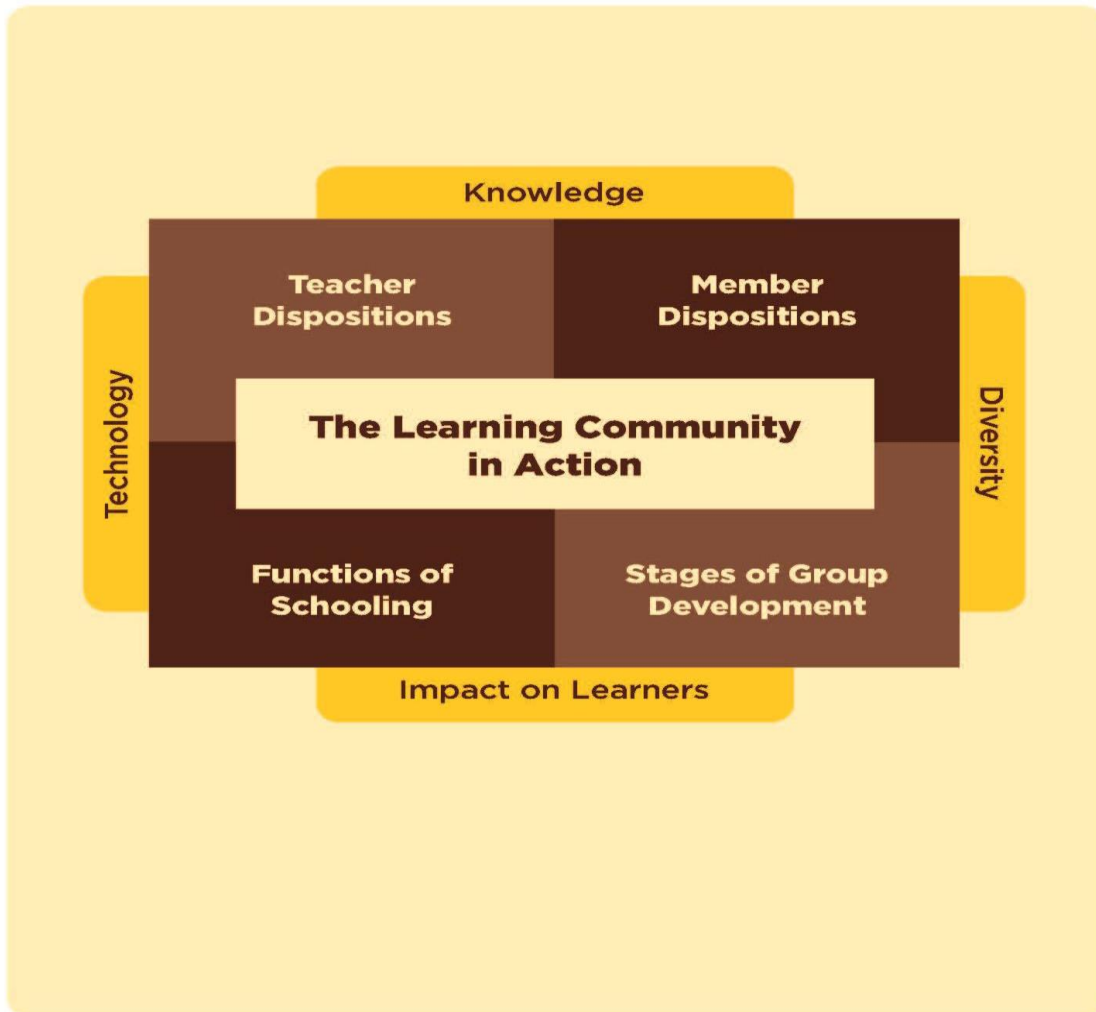 Knowledge
Teacher
Dispositions
Member
Dispositions
Technology
The Learning Community
in Action
Diversity
Functions of
Schooling
Stages of Group
Development
Impact on Learners